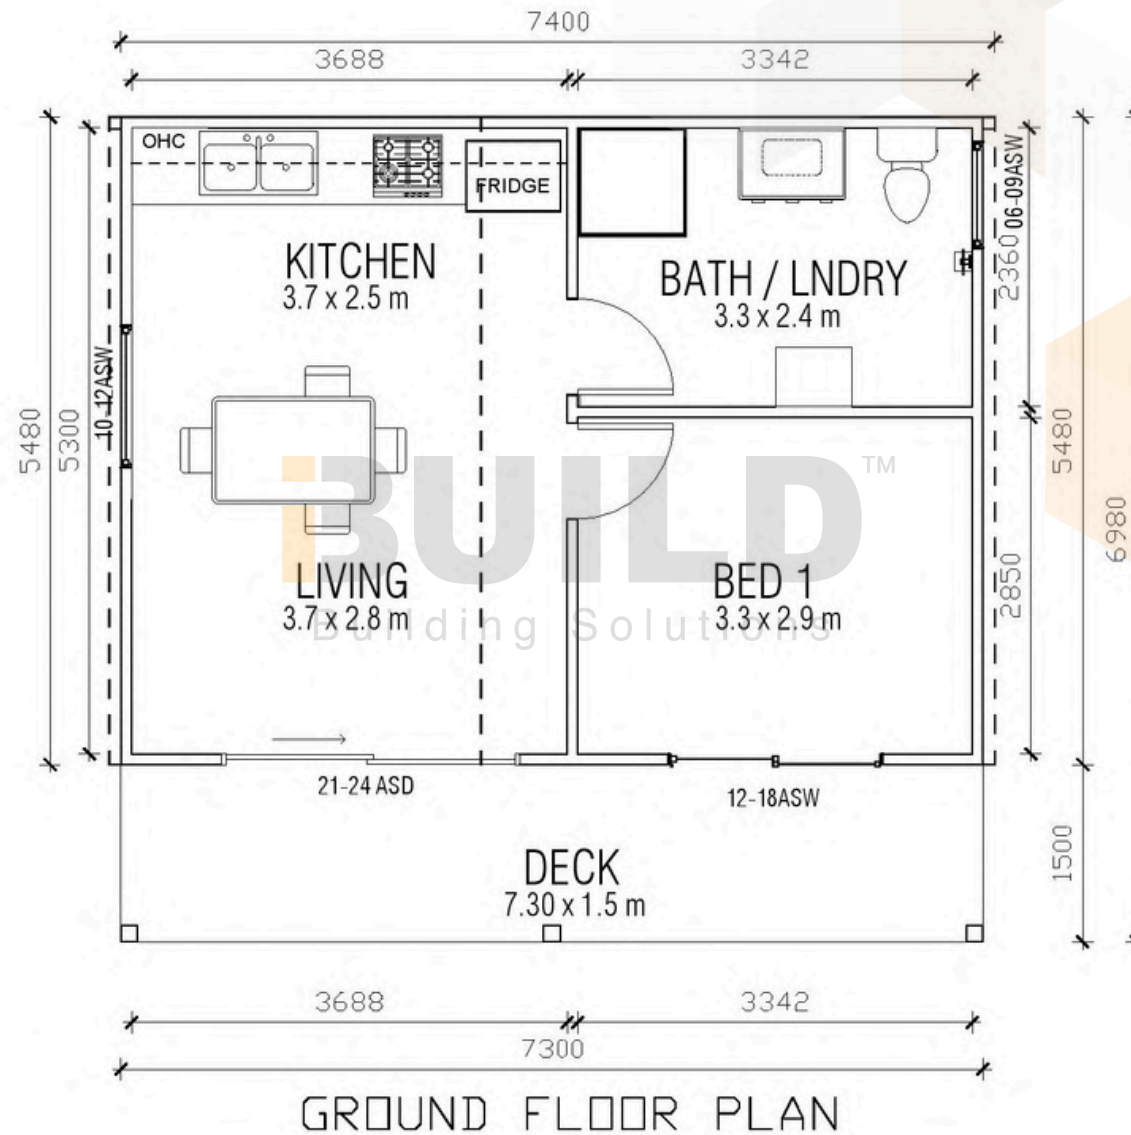 7400
3688
3342
OHC
FRIDGE
06-09ASW
KITCHEN
3.7 x 2.5 m
BATH / LNDRY
3.3 x 2.4 m
2360
10-12ASW
5480
5300
5480
6980
iBUILD™
Building Solutions
LIVING
3.7 x 2.8 m
BED 1
3.3 x 2.9 m
2850
21-24 ASD
12-18ASW
1500
DECK
7.30 x 1.5 m
3688
3342
7300
GROUND FLOOR PLAN